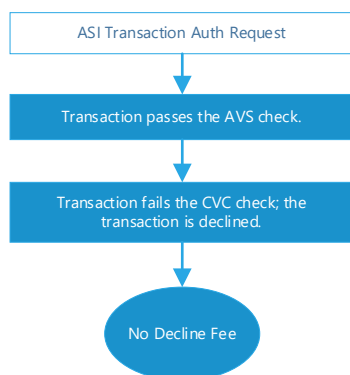 ASI Transaction Auth Request
Transaction passes the AVS check.
Transaction fails the CVC check; the
transaction is declined.
No Decline Fee